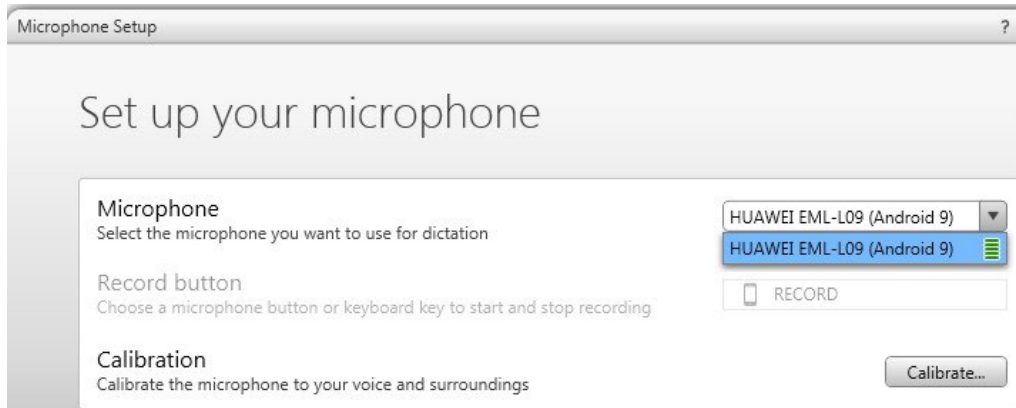 Microphone Setup ?
Set up your microphone
Microphone
Select the microphone you want to use for dictation
HUAWEI EML-L09 (Android 9)
HUAWEI EML-L09 (Android 9)
Record button
Choose a microphone button or keyboard key to start and stop recording
RECORD
Calibration
Calibrate the microphone to your voice and surroundings
Calibrate...